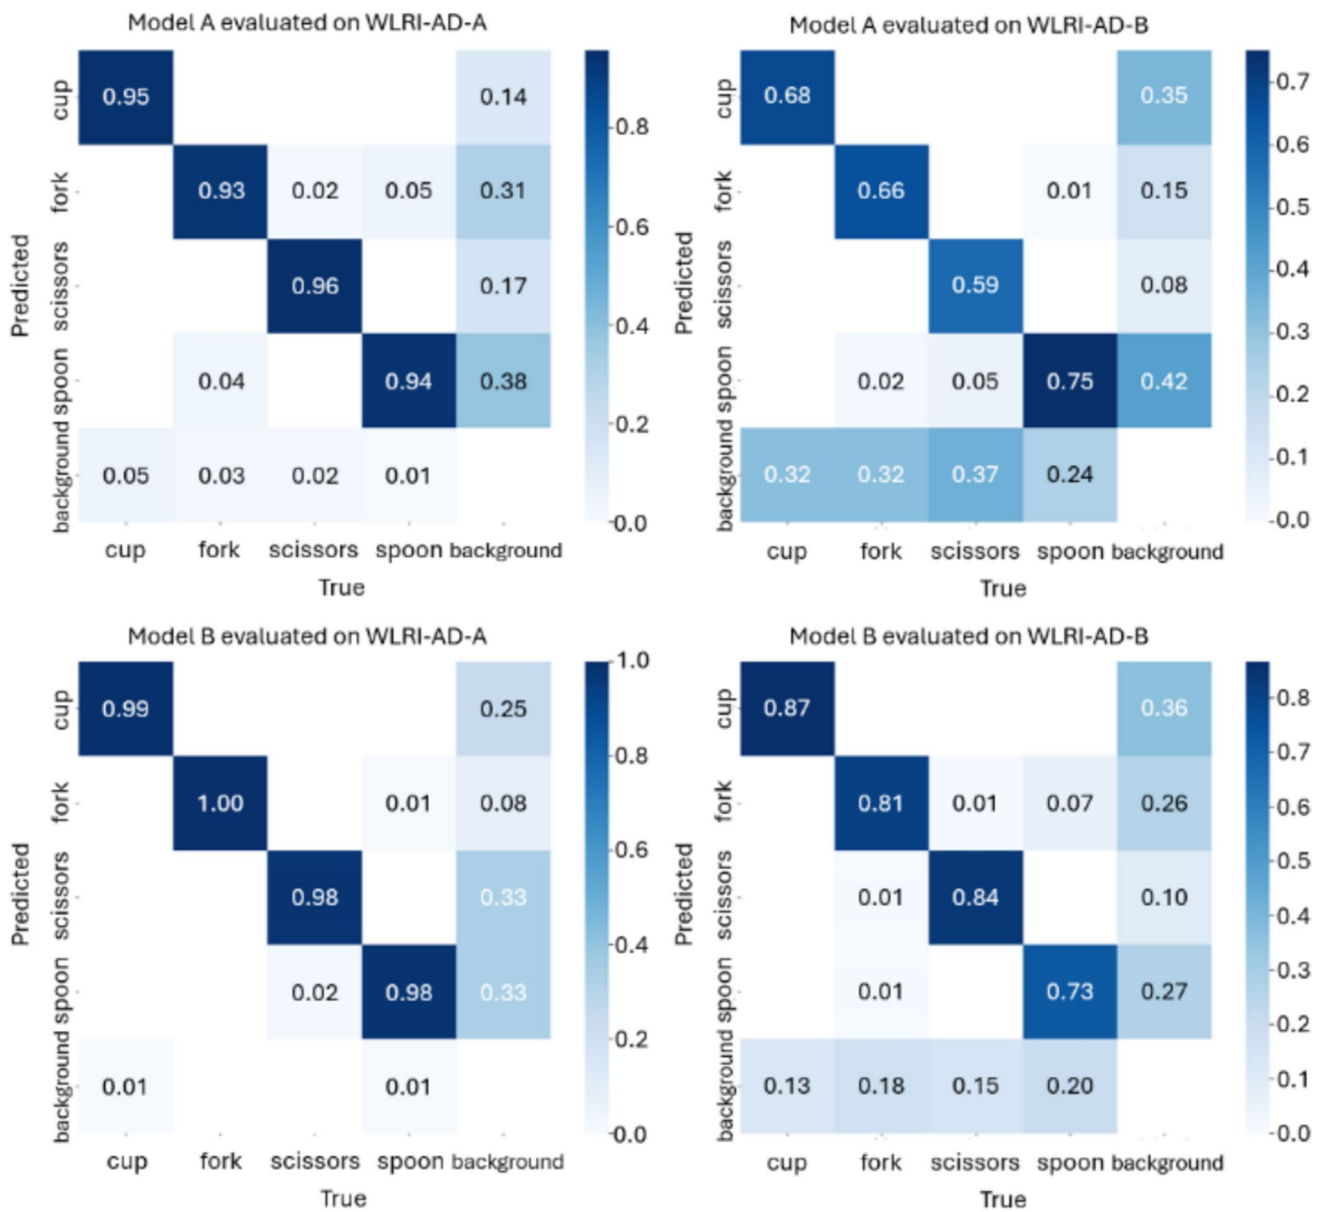 Model A evaluated on WLRI-AD-A
cup 0.95 0.14
fork 0.93 0.02 0.05 0.31
scissors 0.96 0.17
spoon 0.04 0.94 0.38
background 0.05 0.03 0.02 0.01
cup fork scissors spoon background
True
Predicted
0.8
0.6
0.4
0.2
0.0
Model A evaluated on WLRI-AD-B
cup 0.68 0.35
fork 0.66 0.01 0.15
scissors 0.59 0.08
spoon 0.02 0.05 0.75 0.42
background 0.32 0.32 0.37 0.24
cup fork scissors spoon background
True
Predicted
0.7
0.6
0.5
0.4
0.3
0.2
0.1
0.0
Model B evaluated on WLRI-AD-A
cup 0.99 0.25
fork 1.00 0.01 0.08
scissors 0.98 0.33
spoon 0.02 0.98 0.33
background 0.01 0.01
cup fork scissors spoon background
True
Predicted
1.0
0.8
0.6
0.4
0.2
0.0
Model B evaluated on WLRI-AD-B
cup 0.87 0.36
fork 0.81 0.01 0.07 0.26
scissors 0.01 0.84 0.10
spoon 0.01 0.73 0.27
background 0.13 0.18 0.15 0.20
cup fork scissors spoon background
True
Predicted
0.8
0.7
0.6
0.5
0.4
0.3
0.2
0.1
0.0